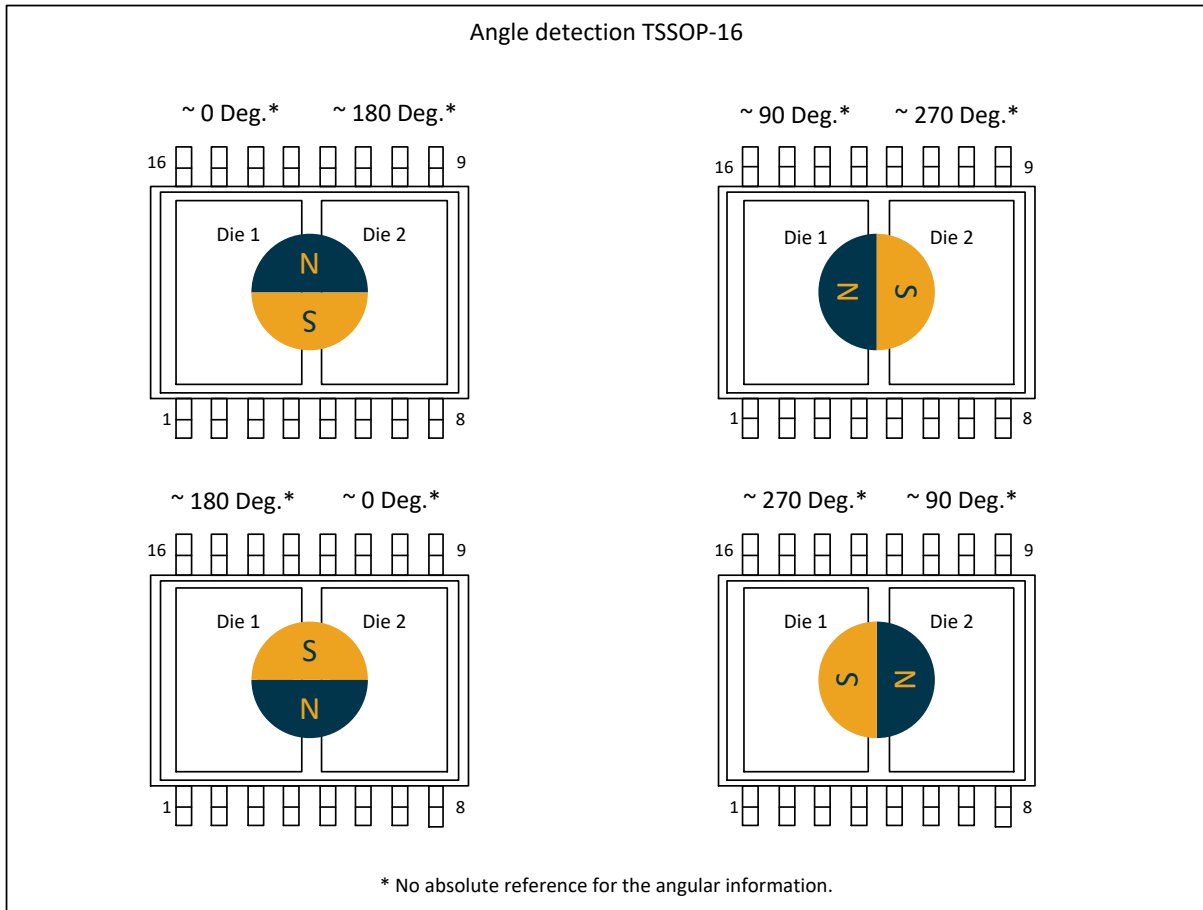 Angle detection TSSOP-16
~ 0 Deg.* ~ 180 Deg.*
16 9
Die 1 Die 2
N
S
1 8
~ 90 Deg.* ~ 270 Deg.*
16 9
Die 1 Die 2
N S
1 8
~ 180 Deg.* ~ 0 Deg.*
16 9
Die 1 Die 2
S
N
1 8
~ 270 Deg.* ~ 90 Deg.*
16 9
Die 1 Die 2
S N
1 8
* No absolute reference for the angular information.